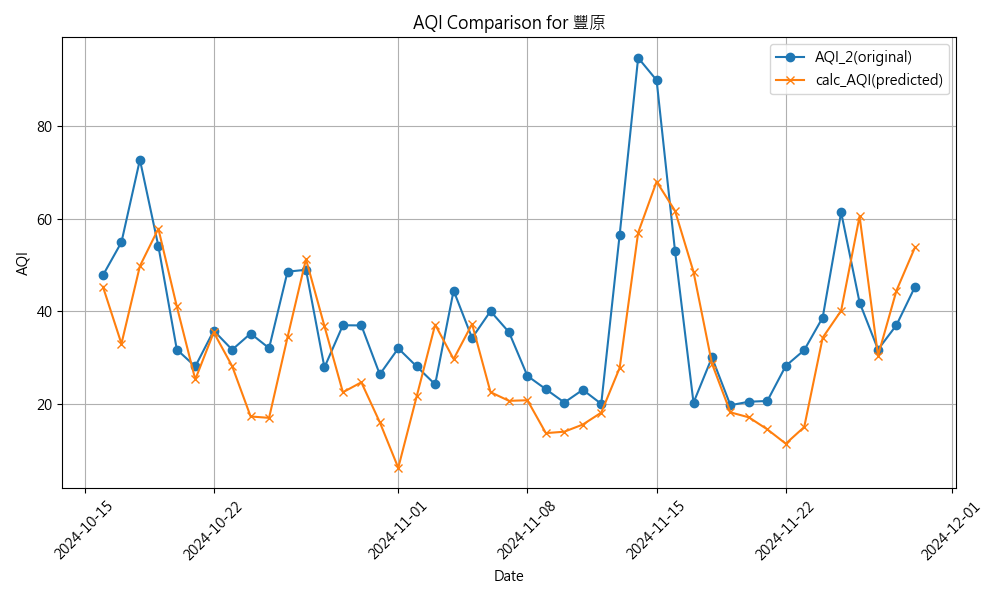 AQI Comparison for 豐原
AQI_2(original)
calc_AQI(predicted)
AQI
80
60
40
20
2024-10-15
2024-10-22
2024-11-01
2024-11-08
2024-11-15
2024-11-22
2024-12-01
Date